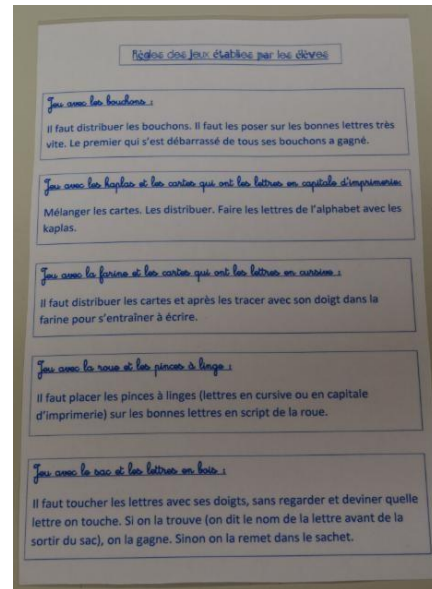 Règles des jeux établies par les élèves
Jeu avec les bouchons :
Il faut distribuer les bouchons. Il faut les poser sur les bonnes lettres très
vite. Le premier qui s'est débarrassé de tous ses bouchons a gagné.
Jeu avec les kaplas et les cartes qui ont les lettres en capitale d'imprimerie:
Mélanger les cartes. Les distribuer. Faire les lettres de l'alphabet avec les
kaplas.
Jeu avec la farine et les cartes qui ont les lettres en cursive :
Il faut distribuer les cartes et après les tracer avec son doigt dans la
farine pour s'entraîner à écrire.
Jeu avec la roue et les pinces à linge :
Il faut placer les pinces à linges (lettres en cursive ou en capitale
d'imprimerie) sur les bonnes lettres en script de la roue.
Jeu avec le sac et les lettres en bois :
Il faut toucher les lettres avec ses doigts, sans regarder et deviner quelle
lettre on touche. Si on la trouve (on dit le nom de la lettre avant de la
sortir du sac), on la gagne. Sinon on la remet dans le sachet.